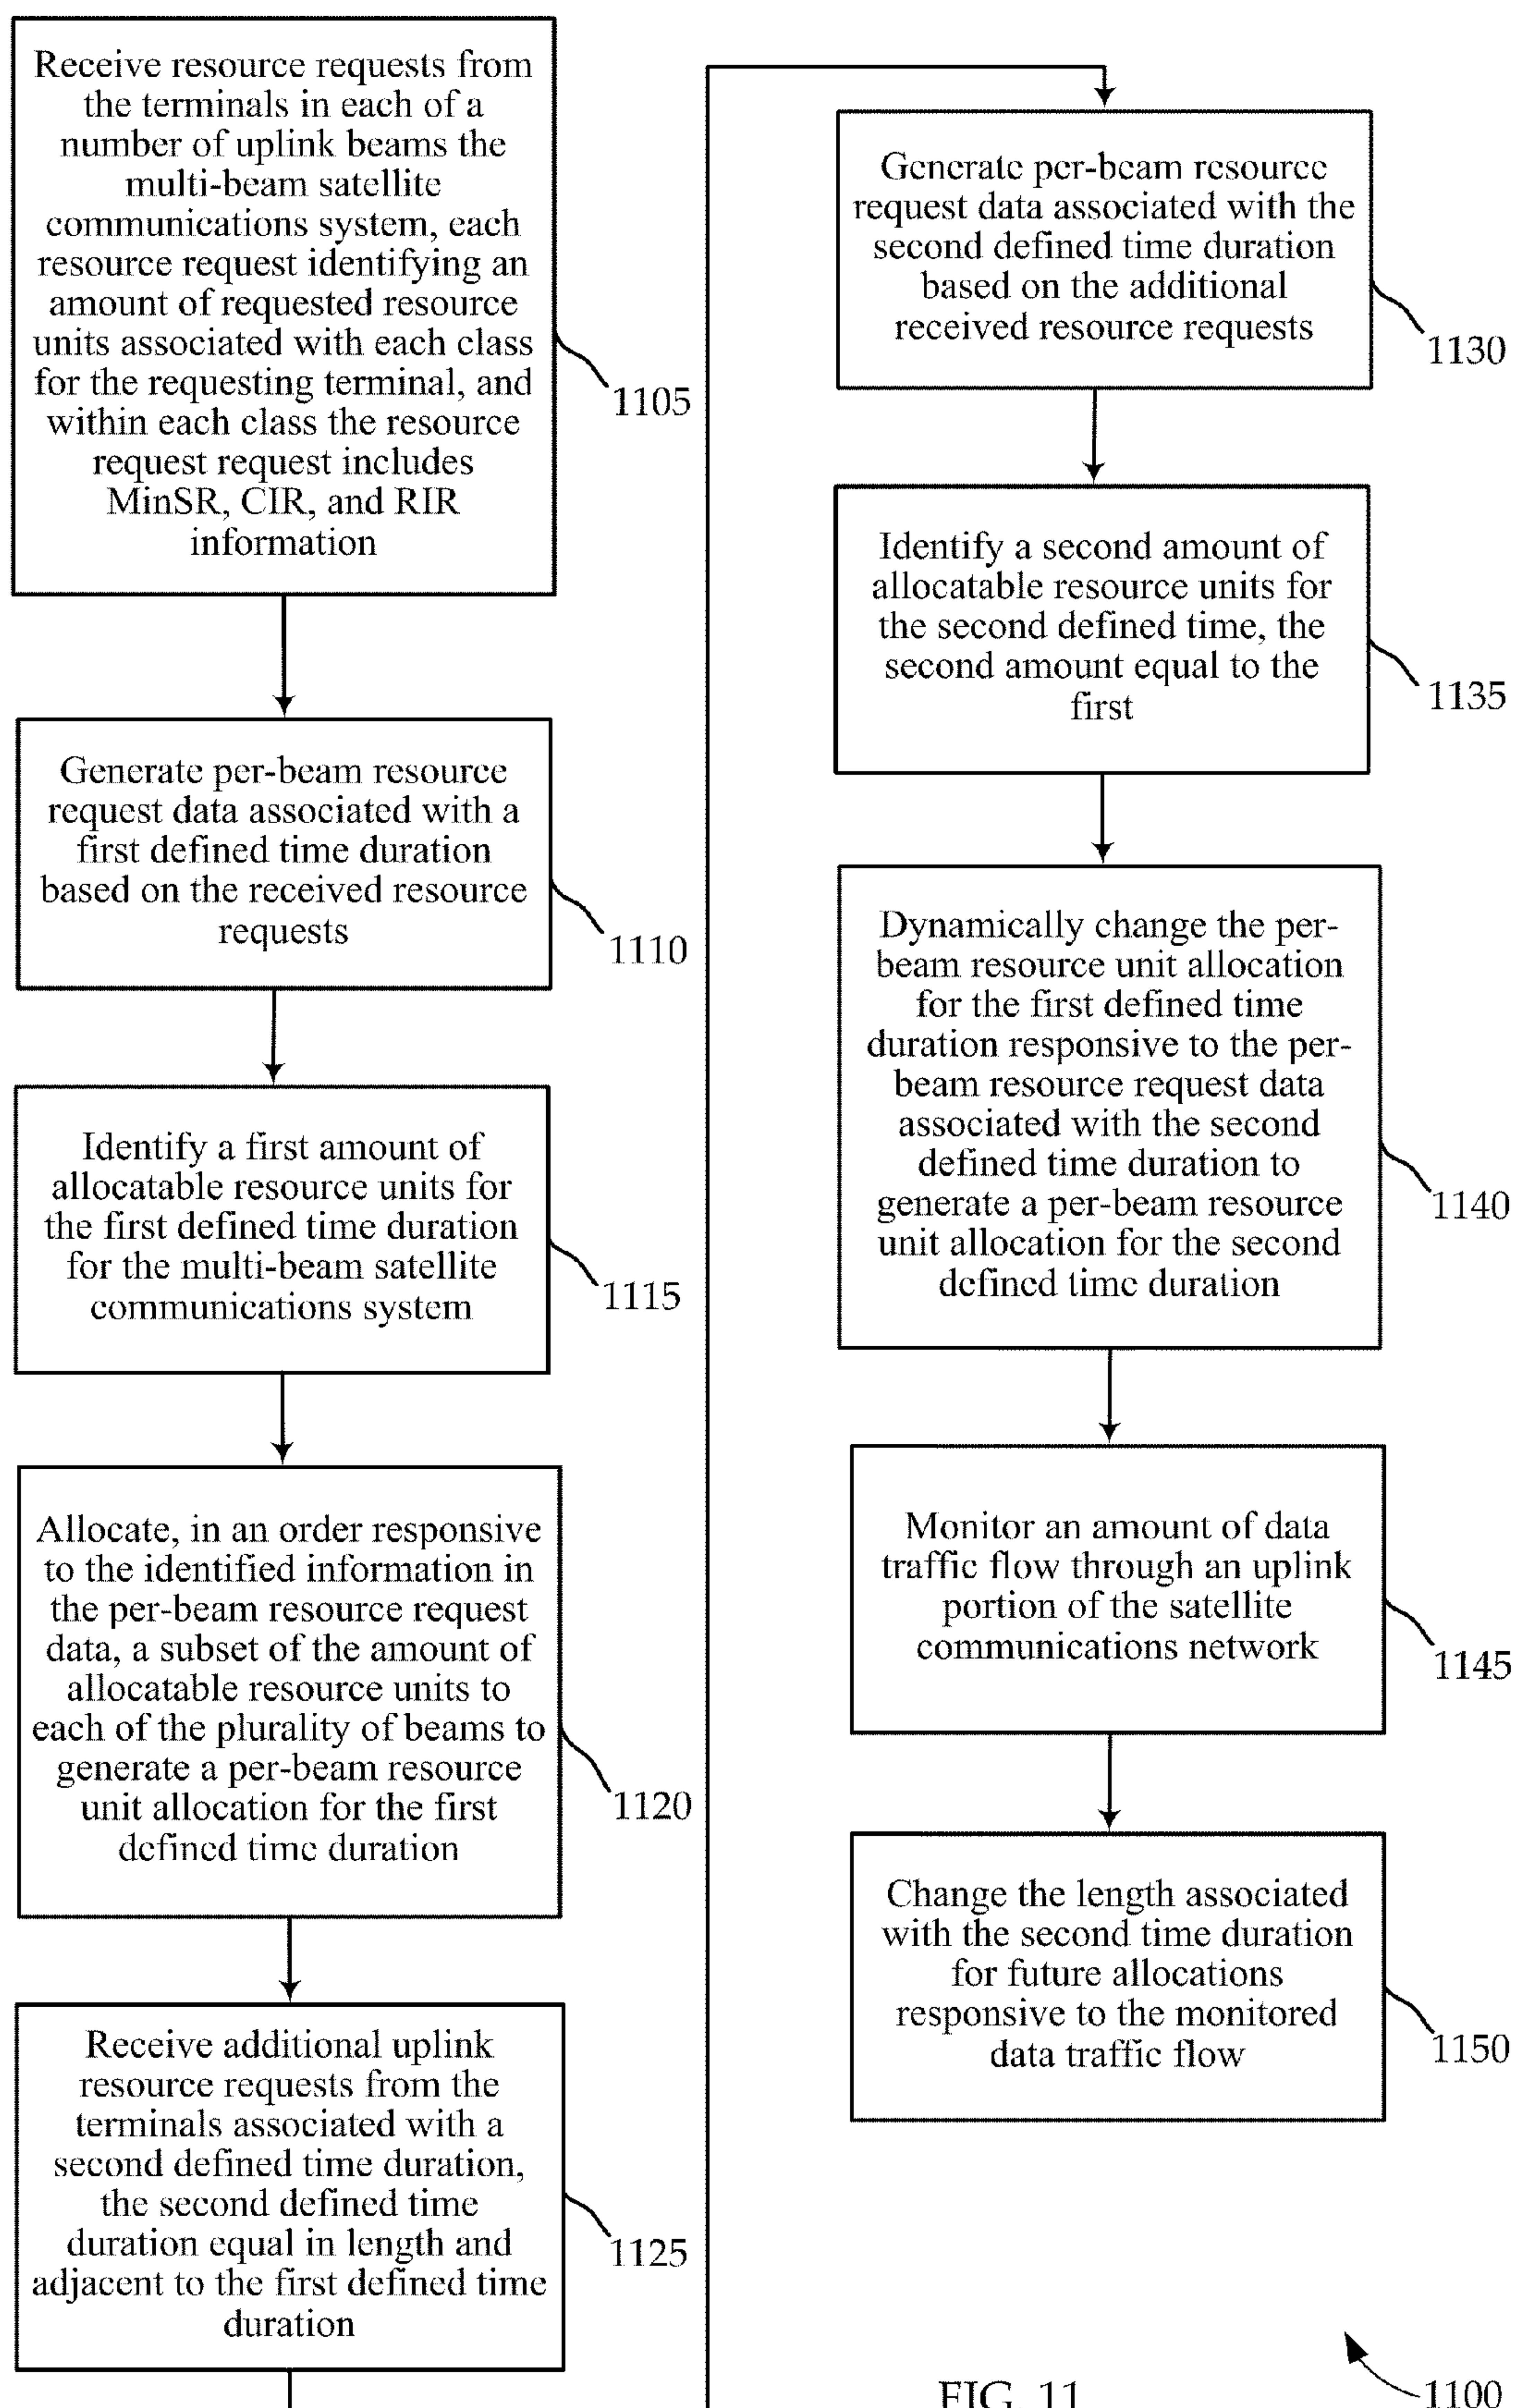 Receive resource requests from
the terminals in each of a
number of uplink beams the
multi-beam satellite
communications system, each
resource request identifying an
amount of requested resource
units associated with each class
for the requesting terminal, and
within each class the resource
request request includes
MinSR, CIR, and RIR
information
1105
Generate per-beam resource
request data associated with a
first defined time duration
based on the received resource
requests
1110
Identify a first amount of
allocatable resource units for
the first defined time duration
for the multi-beam satellite
communications system
1115
Allocate, in an order responsive
to the identified information in
the per-beam resource request
data, a subset of the amount of
allocatable resource units to
each of the plurality of beams to
generate a per-beam resource
unit allocation for the first
defined time duration
1120
Receive additional uplink
resource requests from the
terminals associated with a
second defined time duration,
the second defined time
duration equal in length and
adjacent to the first defined time
duration
1125
Generate per-beam resource
request data associated with the
second defined time duration
based on the additional
received resource requests
1130
Identify a second amount of
allocatable resource units for
the second defined time, the
second amount equal to the
first
1135
Dynamically change the per-
beam resource unit allocation
for the first defined time
duration responsive to the per-
beam resource request data
associated with the second
defined time duration to
generate a per-beam resource
unit allocation for the second
defined time duration
1140
Monitor an amount of data
traffic flow through an uplink
portion of the satellite
communications network
1145
Change the length associated
with the second time duration
for future allocations
responsive to the monitored
data traffic flow
1150
FIG. 11
1100